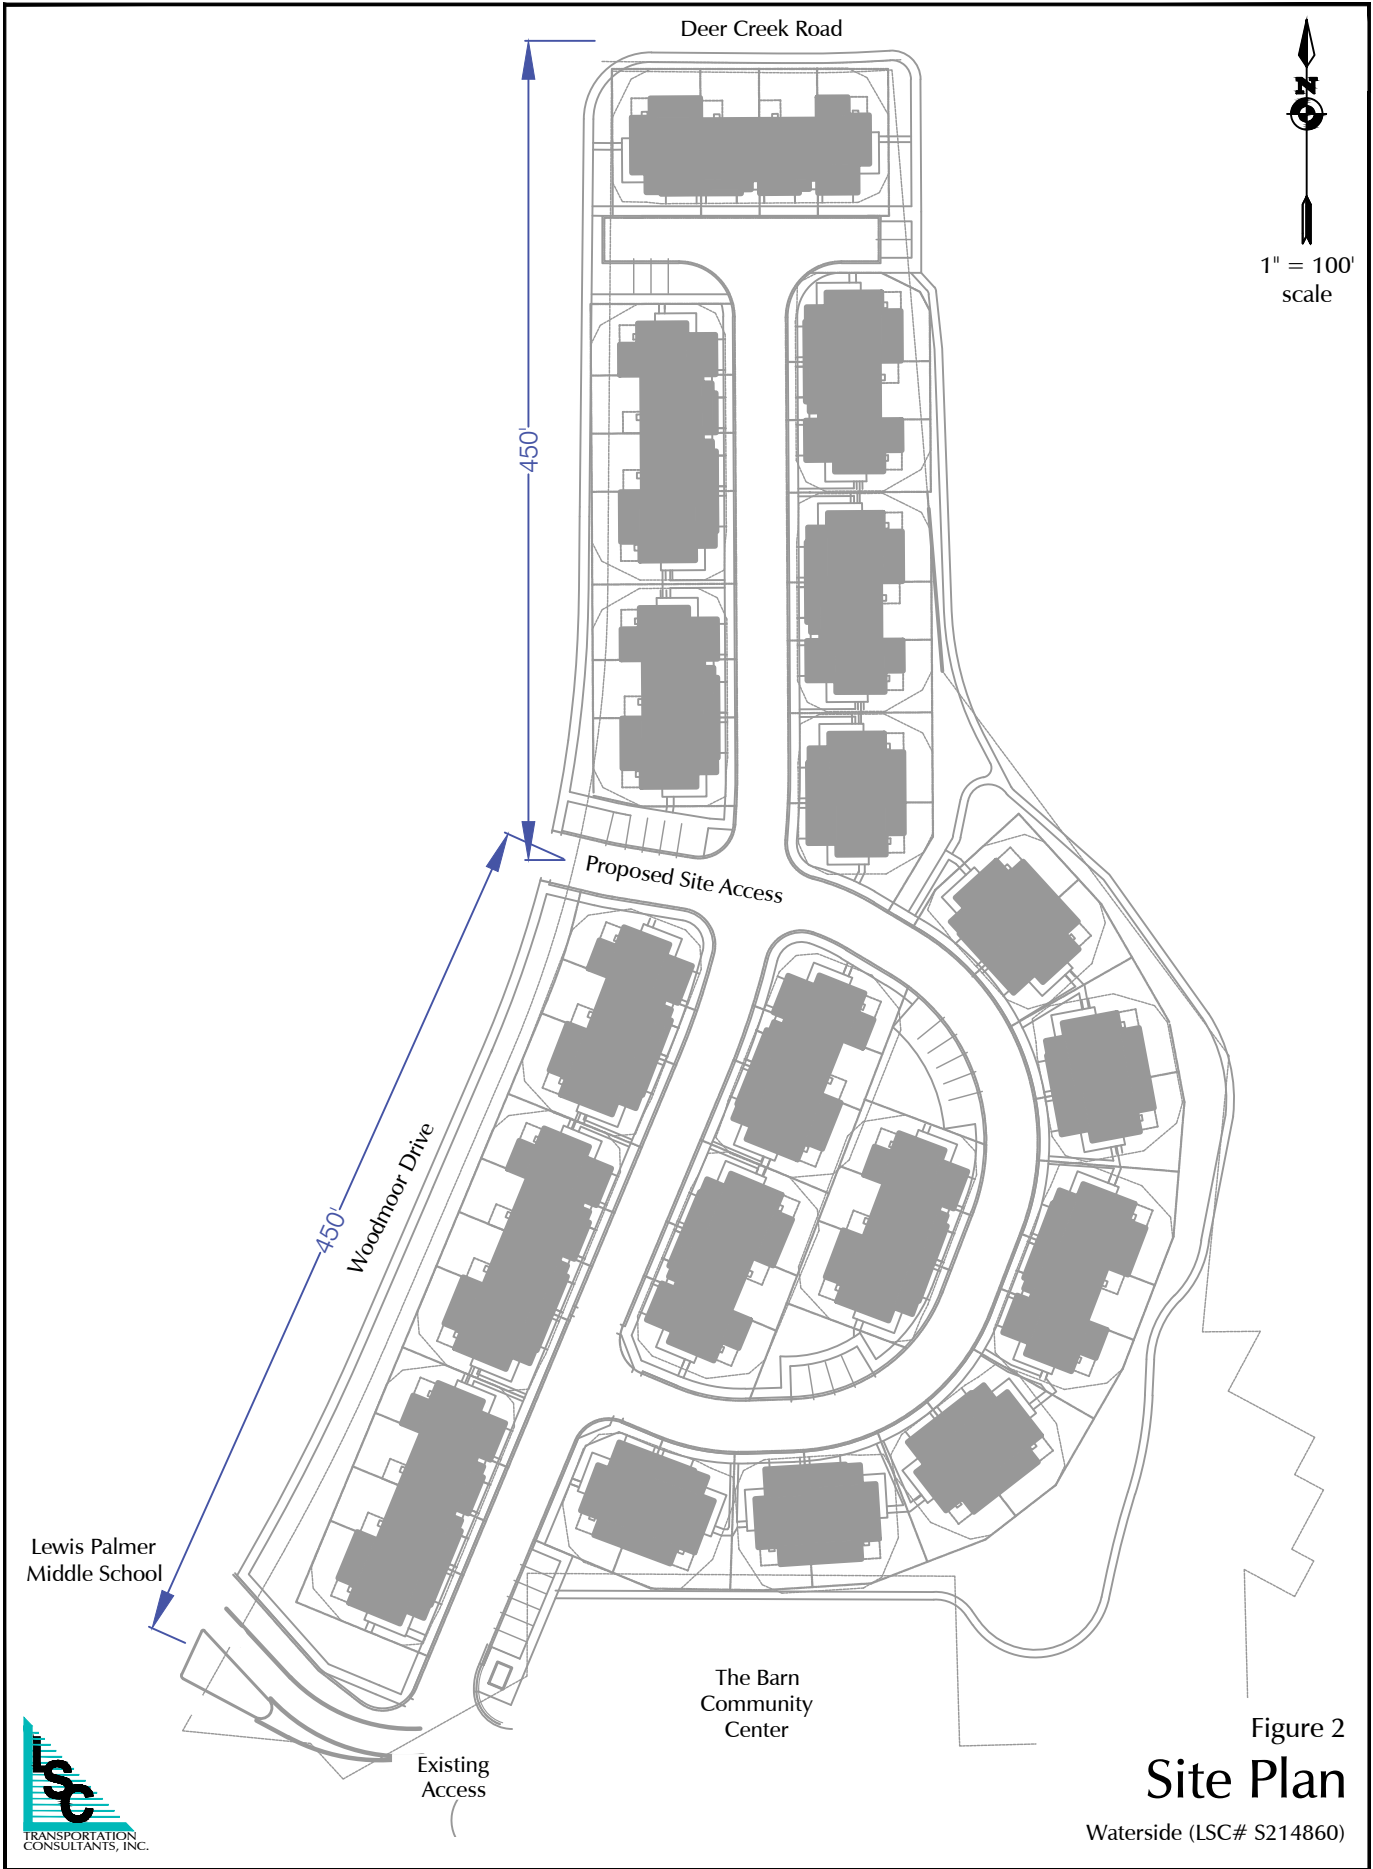 Deer Creek Road
N
1" = 100'
scale
450'
Proposed Site Access
Woodmoor Drive
450'
Lewis Palmer
Middle School
The Barn
Community
Center
Existing
Access
Figure 2
Site Plan
Waterside (LSC# S214860)
LSC
TRANSPORTATION
CONSULTANTS, INC.